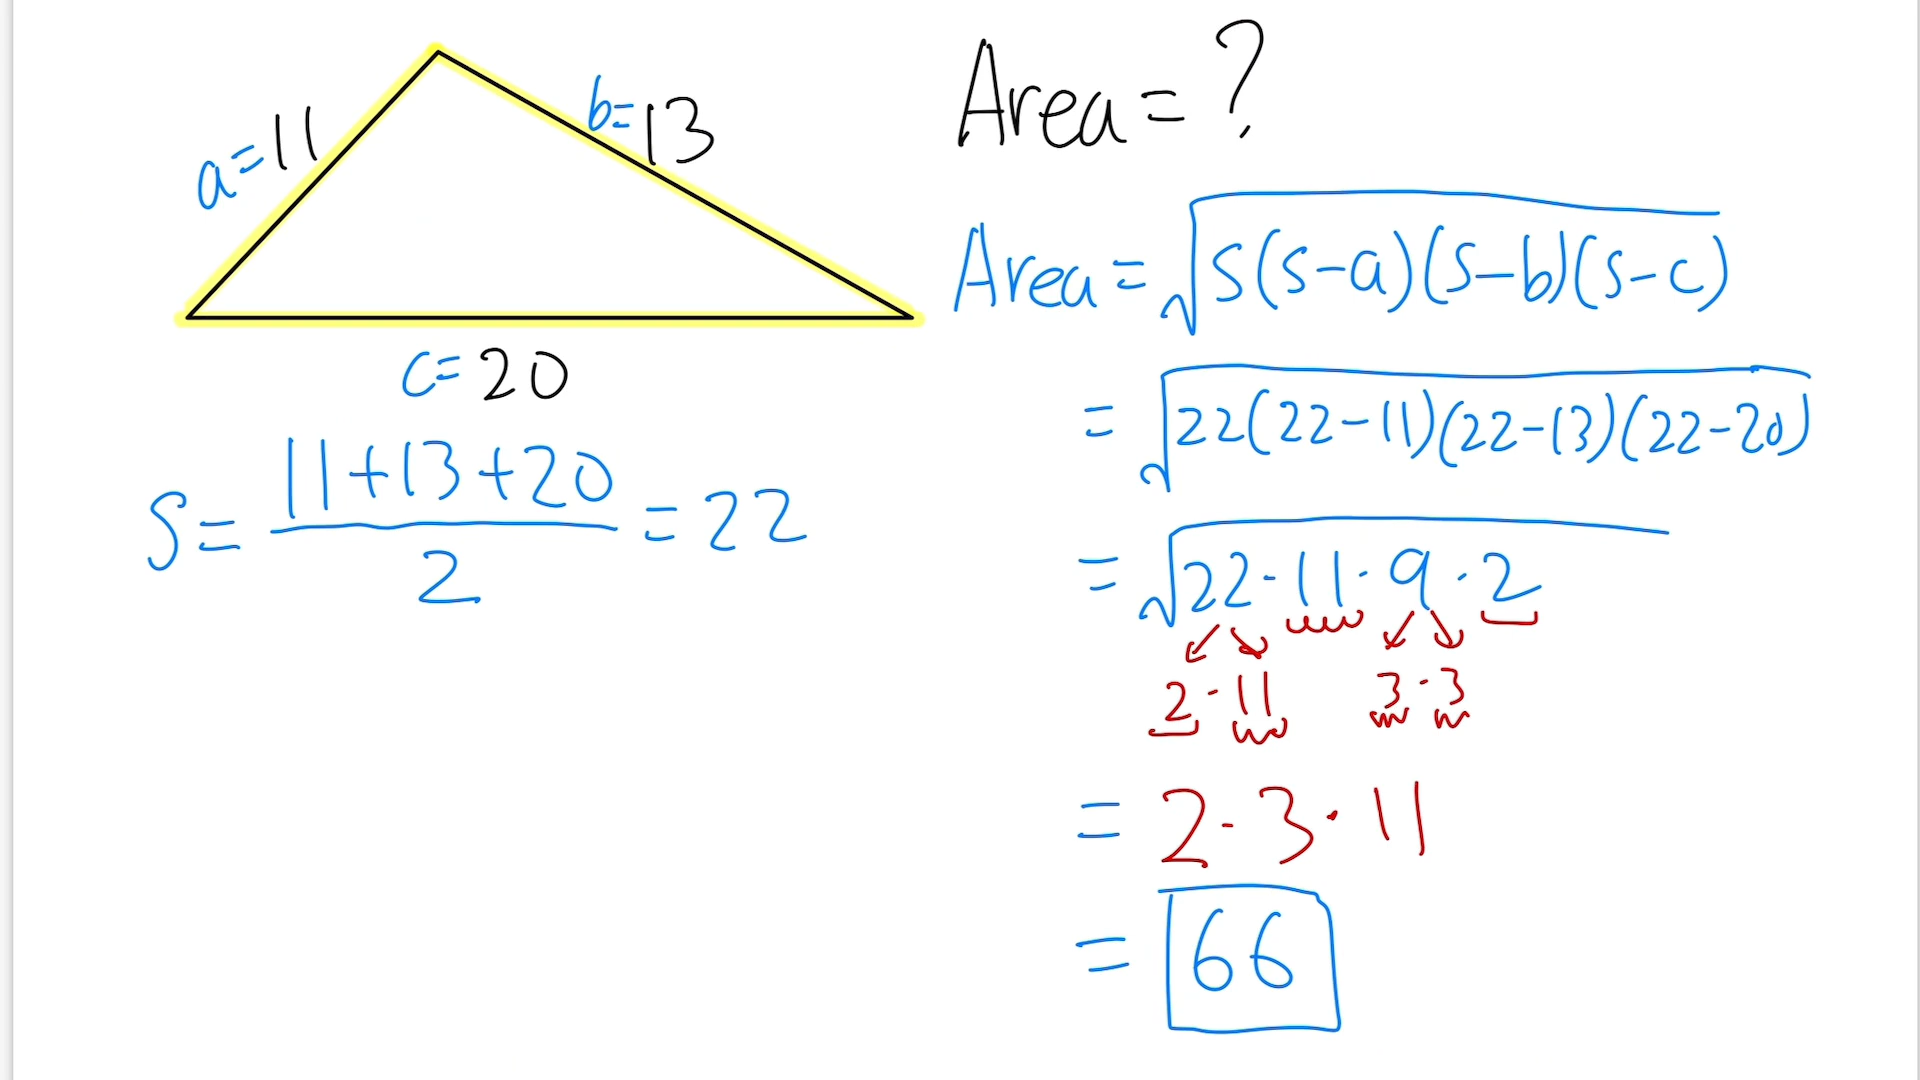 a=11
b=13
c=20
S = (11+13+20)/2 = 22
Area = ?
Area = √S(S-a)(S-b)(S-c)
= √22(22-11)(22-13)(22-20)
= √22·11·9·2
2·11 3·3
= 2·3·11
= 66